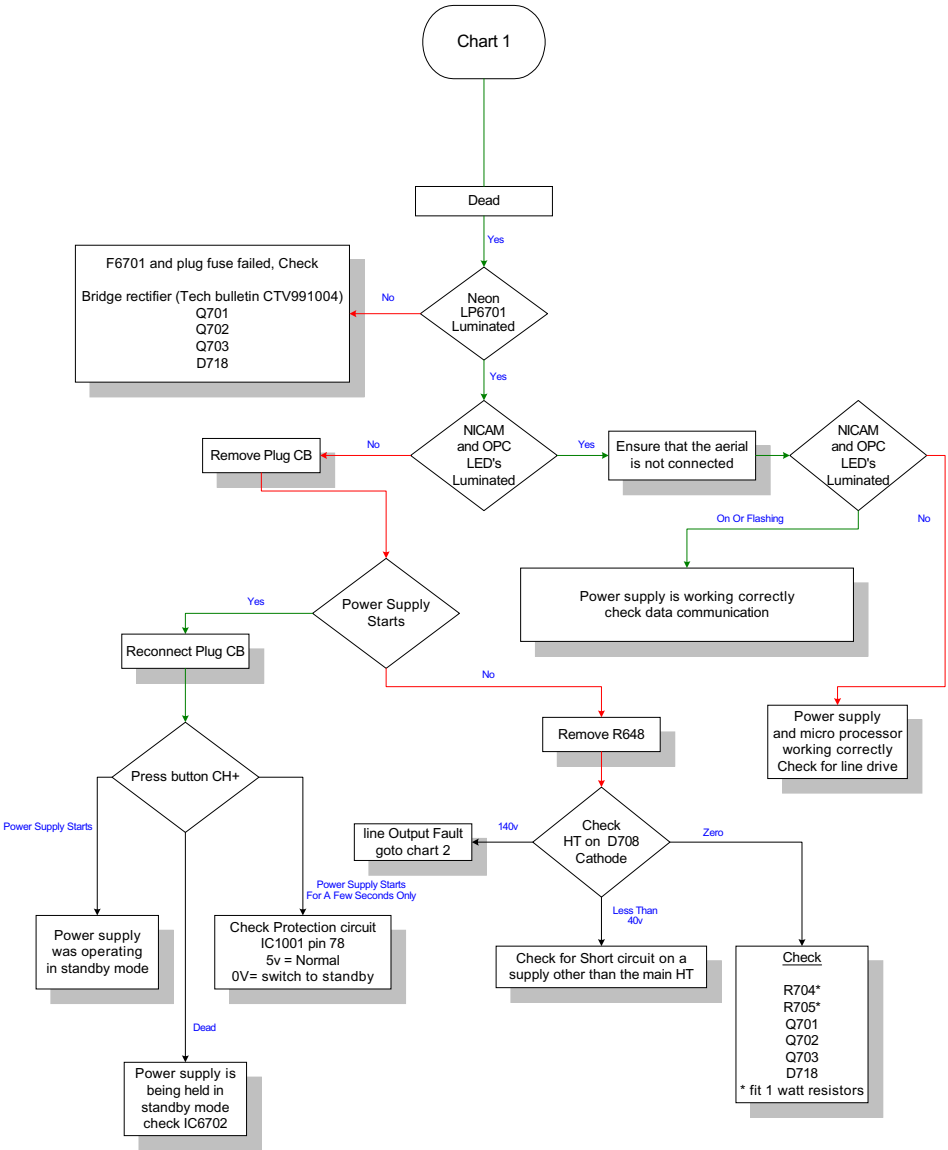 Chart 1
Dead
Yes
F6701 and plug fuse failed, Check
Bridge rectifier (Tech bulletin CTV991004)
Q701
Q702
Q703
D718
No
Neon
LP6701
Luminated
Yes
Remove Plug CB
No
NICAM
and OPC
LED's
Luminated
Yes
Ensure that the aerial
is not connected
NICAM
and OPC
LED's
Luminated
On Or Flashing
No
Power supply is working correctly
check data communication
Power Supply
Starts
Yes
Reconnect Plug CB
No
Remove R648
Power supply
and micro processor
working correctly
Check for line drive
Press button CH+
Power Supply Starts
Power Supply Starts
For A Few Seconds Only
line Output Fault
goto chart 2
140v
Check
HT on D708
Cathode
Zero
Less Than
40v
Power supply
was operating
in standby mode
Check Protection circuit
IC1001 pin 78
5v = Normal
0V= switch to standby
Check for Short circuit on a
supply other than the main HT
Check
R704*
R705*
Q701
Q702
Q703
D718
* fit 1 watt resistors
Dead
Power supply is
being held in
standby mode
check IC6702